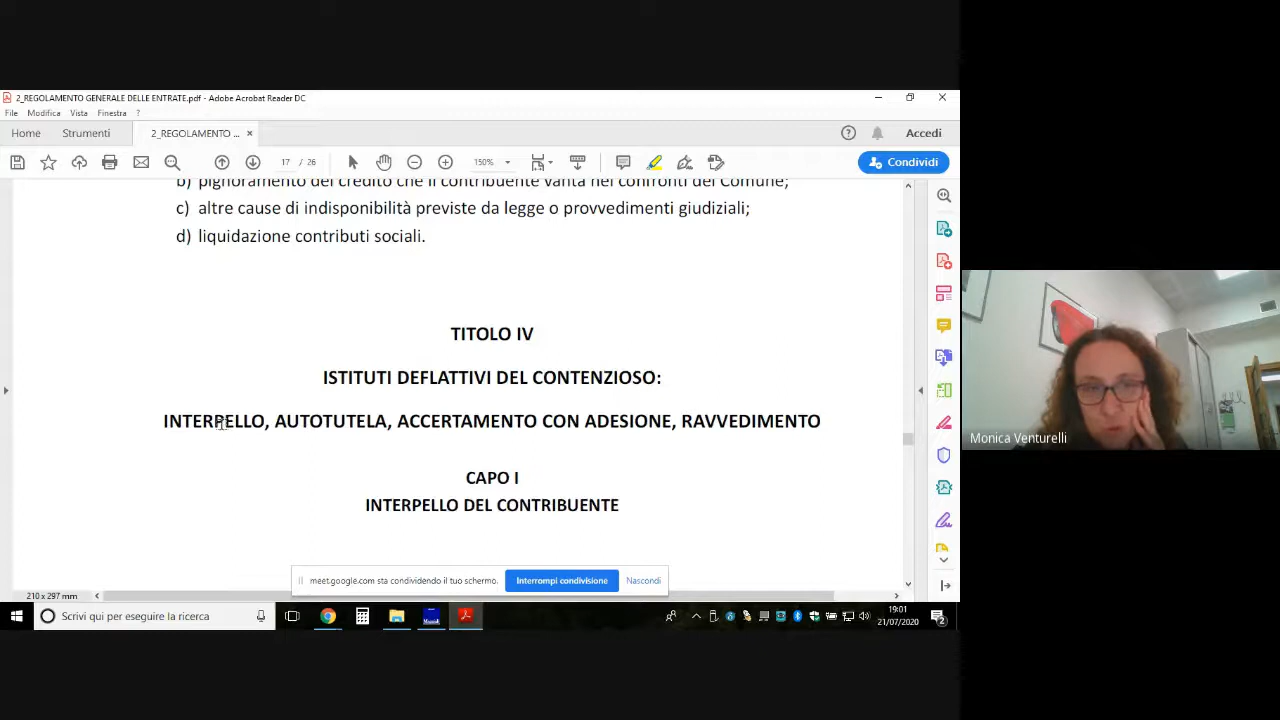 2_REGOLAMENTO GENERALE DELLE ENTRATE.pdf - Adobe Acrobat Reader DC
File Modifica Vista Finestra ?
Home Strumenti 2_REGOLAMENTO ... × Accedi
17 / 26 150% Condividi
b) pignoramento del credito che il contribuente vanta nei confronti del Comune;
c) altre cause di indisponibilità previste da legge o provvedimenti giudiziali;
d) liquidazione contributi sociali.
TITOLO IV
ISTITUTI DEFLATTIVI DEL CONTENZIOSO:
INTERPELLO, AUTOTUTELA, ACCERTAMENTO CON ADESIONE, RAVVEDIMENTO
CAPO I
INTERPELLO DEL CONTRIBUENTE
Monica Venturelli
meet.google.com sta condividendo il tuo schermo. Interrompi condivisione Nascondi
210 x 297 mm
Scrivi qui per eseguire la ricerca
19:01
21/07/2020
2